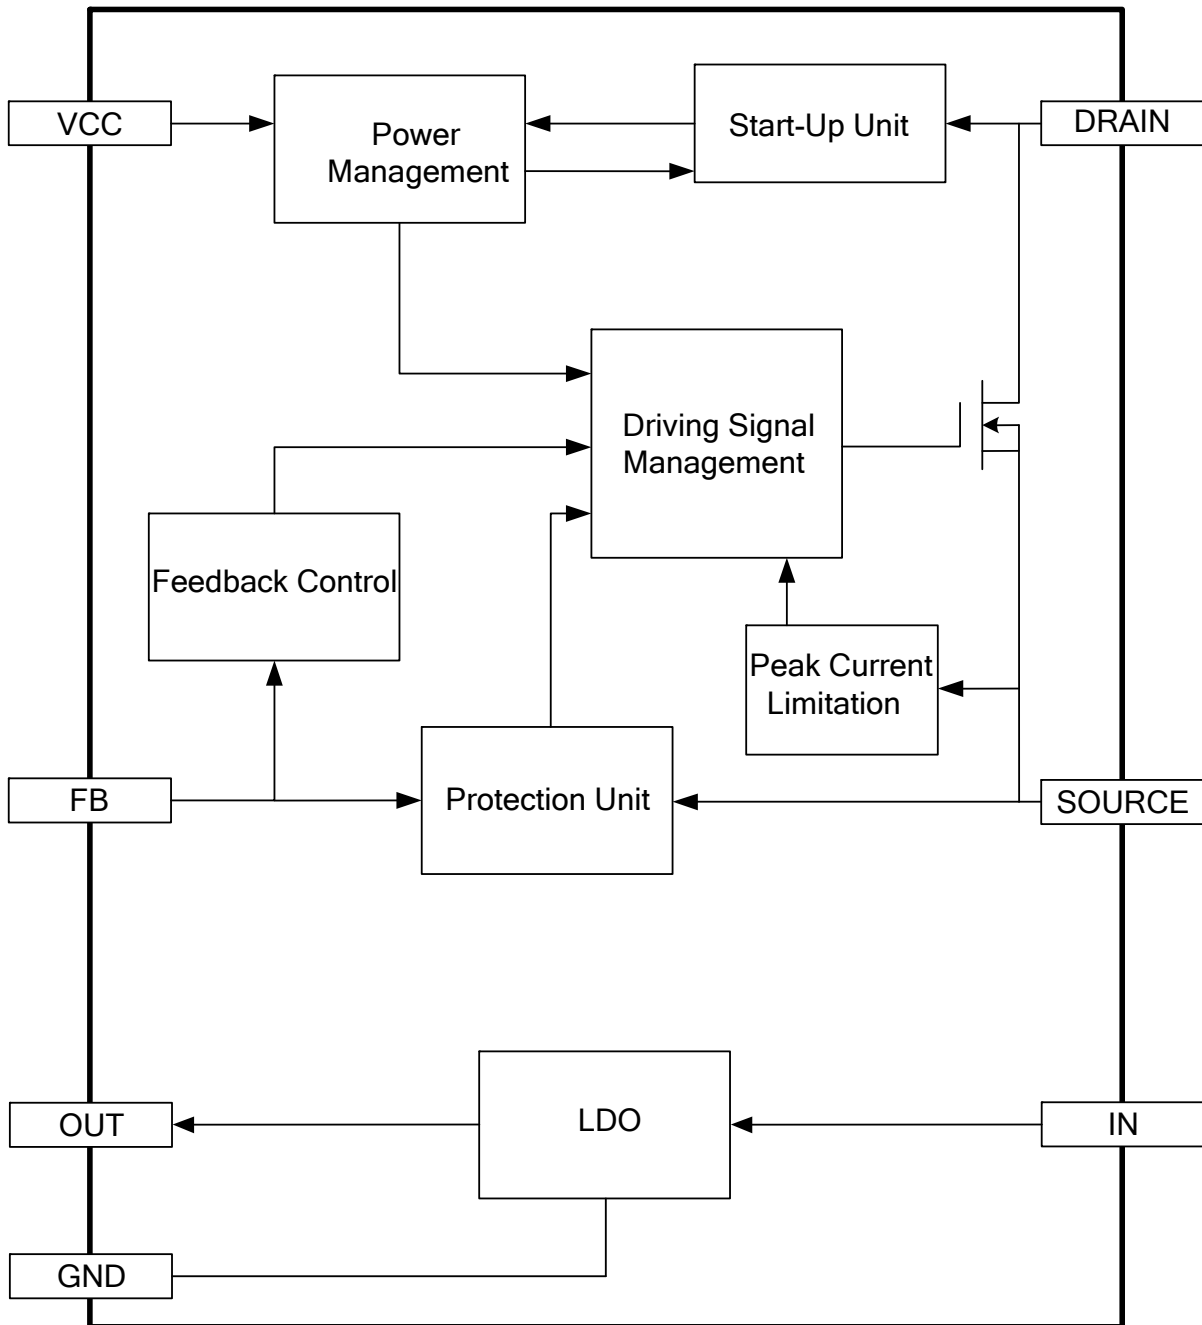 VCC
Power
Management
Start-Up Unit
DRAIN
Driving Signal
Management
Feedback Control
Peak Current
Limitation
FB
Protection Unit
SOURCE
OUT
LDO
IN
GND